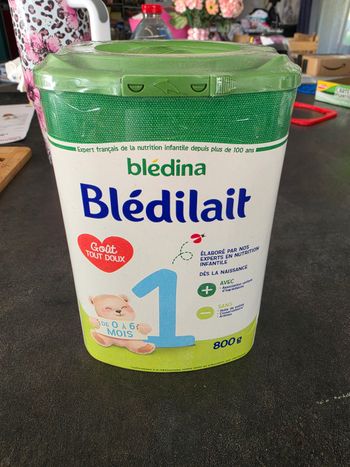 Expert français de la nutrition infantile depuis plus de 100 ans
blédina
Blédilait
Goût
TOUT DOUX
ÉLABORÉ PAR NOS
EXPERTS EN NUTRITION
INFANTILE
DÈS LA NAISSANCE
AVEC
SANS
1
DE 0 À 6
MOIS
800g